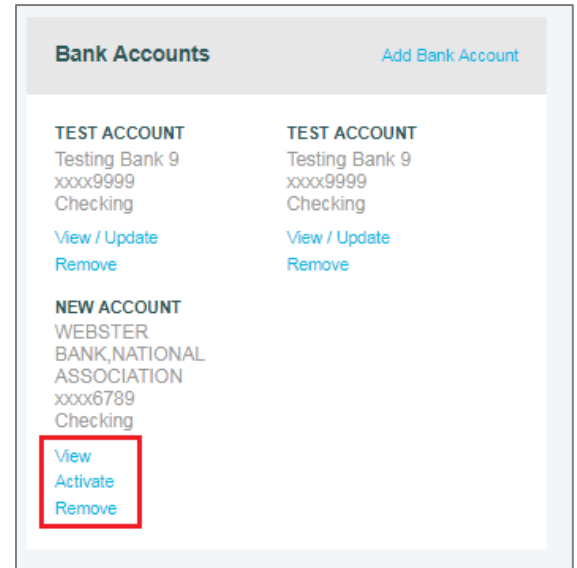 Bank Accounts
Add Bank Account
TEST ACCOUNT
Testing Bank 9
xxxx9999
Checking
View / Update
Remove
TEST ACCOUNT
Testing Bank 9
xxxx9999
Checking
View / Update
Remove
NEW ACCOUNT
WEBSTER
BANK,NATIONAL
ASSOCIATION
xxxx6789
Checking
View
Activate
Remove